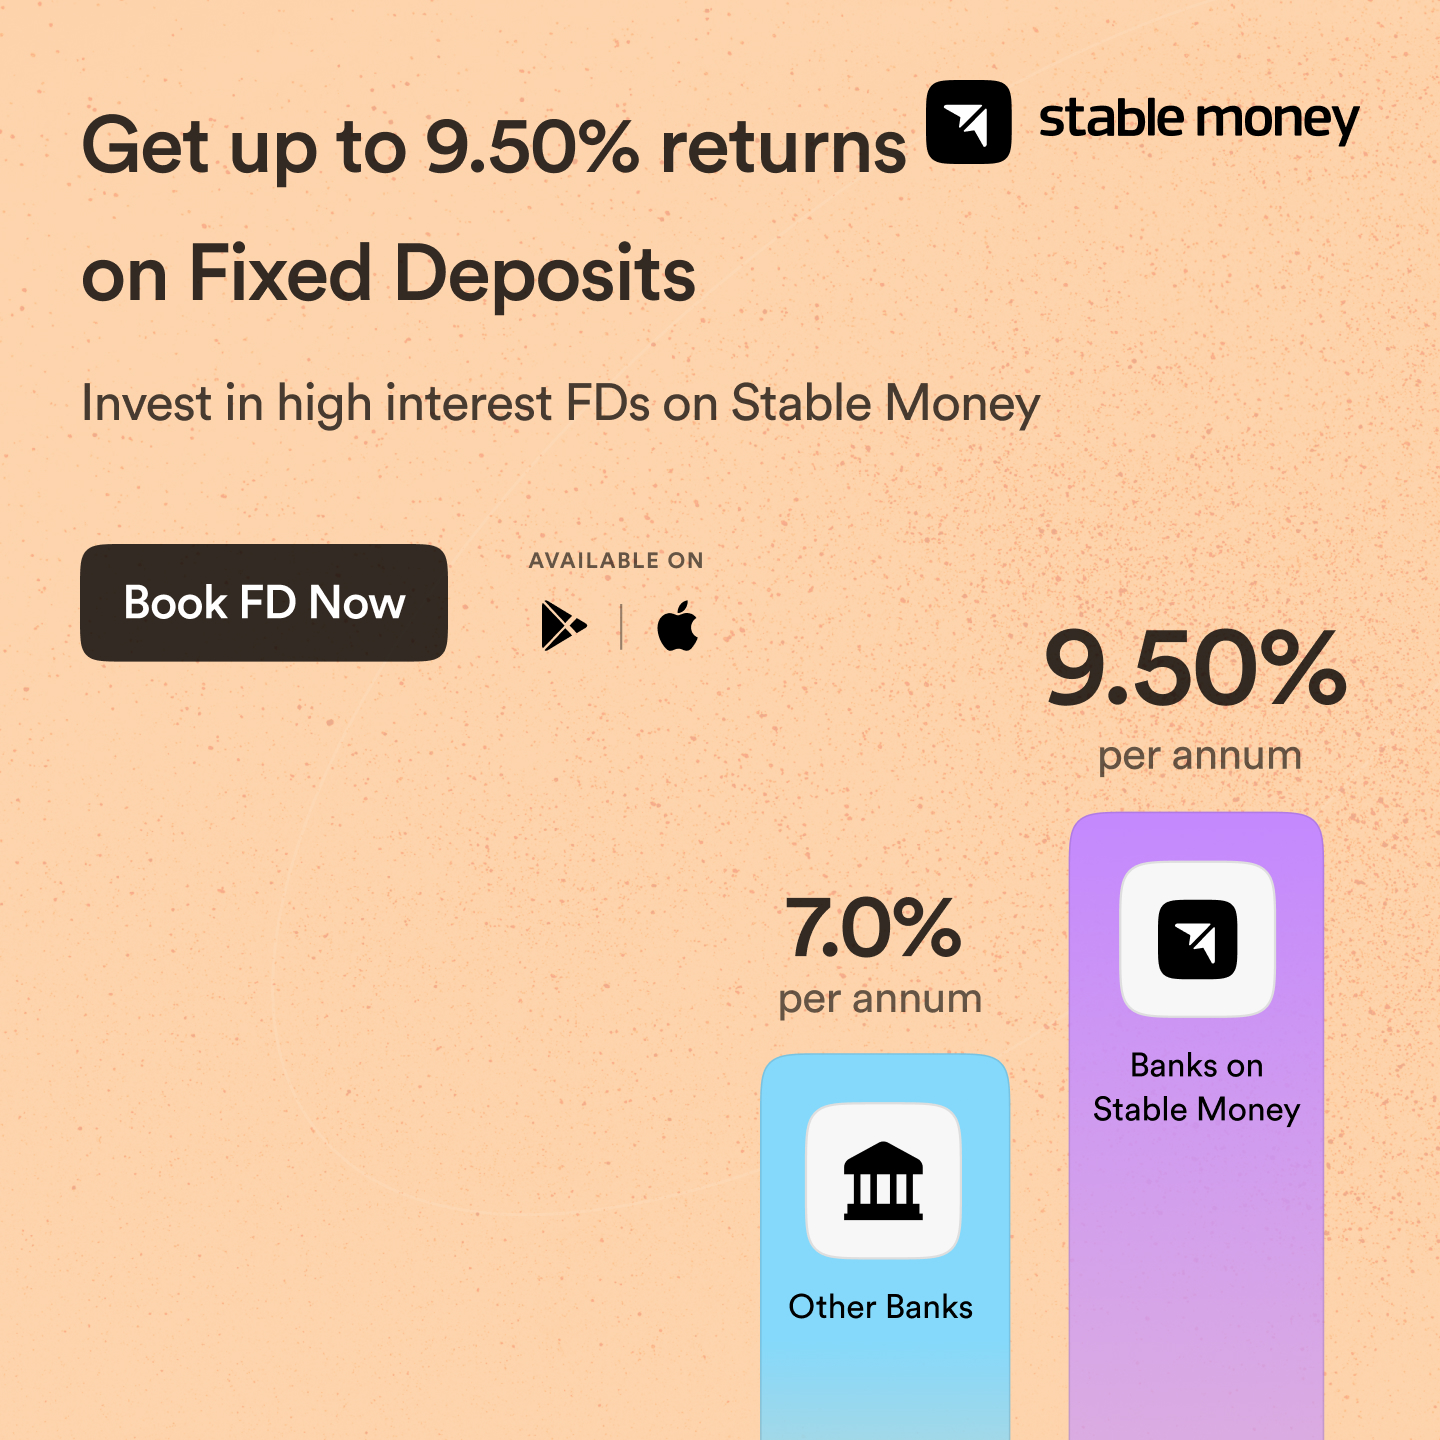 Get up to 9.50% returns
stable money
on Fixed Deposits
Invest in high interest FDs on Stable Money
Book FD Now
AVAILABLE ON
9.50%
per annum
7.0%
per annum
Banks on
Stable Money
Other Banks